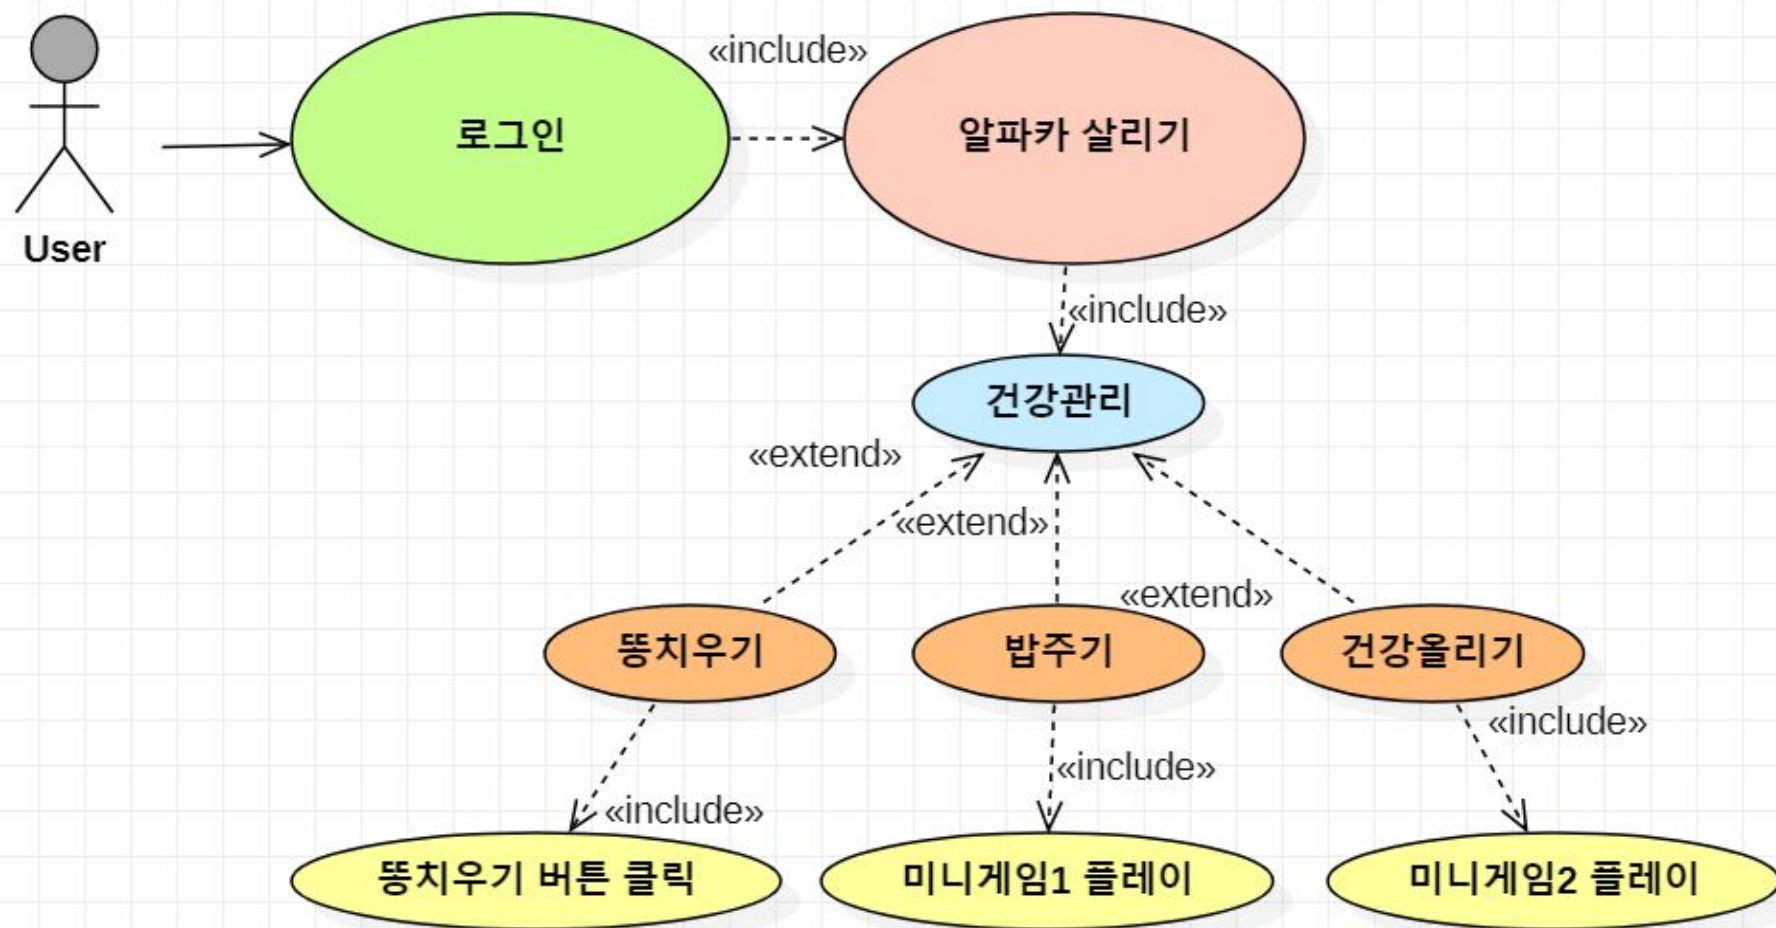 «include»
로그인
알파카 살리기
User
«include»
건강관리
«extend»
«extend»
«extend»
똥치우기
밥주기
건강올리기
«include»
«include»
«include»
똥치우기 버튼 클릭
미니게임1 플레이
미니게임2 플레이